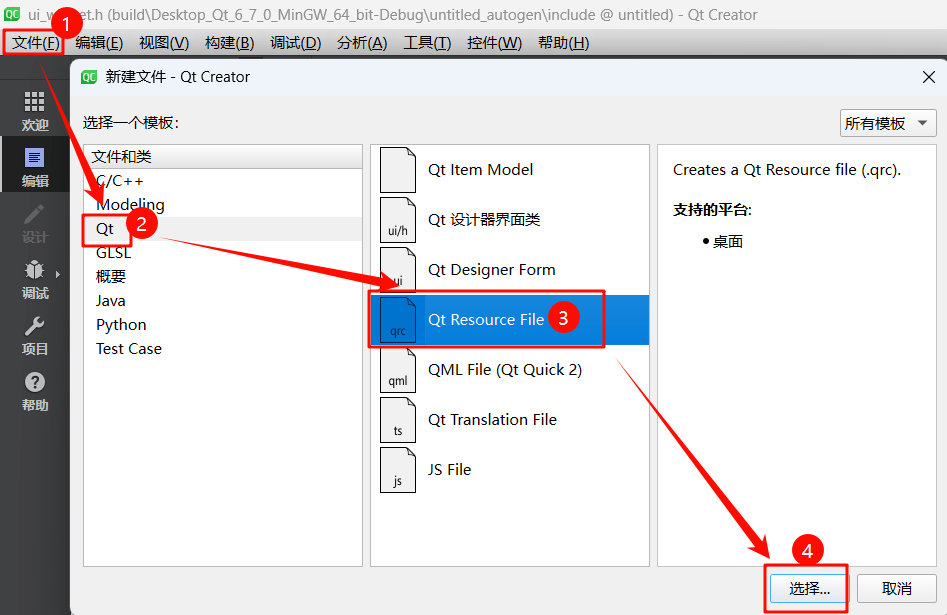 ui_w et.h (build\Desktop_Qt_6_7_0_MinGW_64_bit-Debug\untitled_autogen\include @ untitled) - Qt Creator
1
文件(F) 编辑(E) 视图(V) 构建(B) 调试(D) 分析(A) 工具(T) 控件(W) 帮助(H)
QC 新建文件 - Qt Creator
选择一个模板:
所有模板
欢迎
编辑
设计
调试
项目
帮助
文件和类
C/C++
Modeling
Qt
2
GLSL
概要
Java
Python
Test Case
Qt Item Model
ui/h
Qt 设计器界面类
ui
Qt Designer Form
qrc
Qt Resource File
3
qml
QML File (Qt Quick 2)
ts
Qt Translation File
js
JS File
Creates a Qt Resource file (.qrc).
支持的平台:
• 桌面
4
选择...
取消